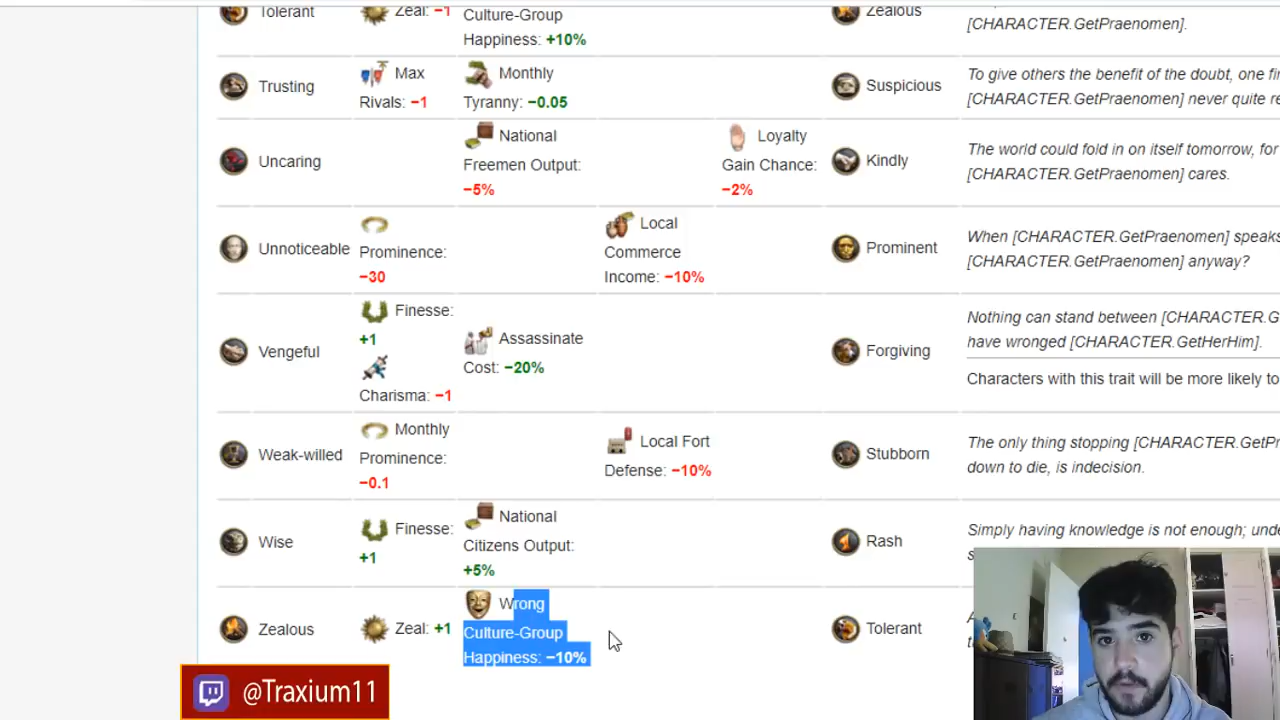 Tolerant
Zeal: −1
Culture-Group
Happiness: +10%
Zealous
[CHARACTER.GetPraenomen].
Trusting
Max
Rivals: −1
Monthly
Tyranny: −0.05
Suspicious
To give others the benefit of the doubt, one fi
[CHARACTER.GetPraenomen] never quite re
Uncaring
National
Freemen Output:
−5%
Loyalty
Gain Chance:
−2%
Kindly
The world could fold in on itself tomorrow, for
[CHARACTER.GetPraenomen] cares.
Unnoticeable
Prominence:
−30
Local
Commerce
Income: −10%
Prominent
When [CHARACTER.GetPraenomen] speaks
[CHARACTER.GetPraenomen] anyway?
Vengeful
Finesse:
+1
Charisma: −1
Assassinate
Cost: −20%
Forgiving
Nothing can stand between [CHARACTER.G
have wronged [CHARACTER.GetHerHim].
Characters with this trait will be more likely to
Weak-willed
Monthly
Prominence:
−0.1
Local Fort
Defense: −10%
Stubborn
The only thing stopping [CHARACTER.GetP
down to die, is indecision.
Wise
Finesse:
+1
National
Citizens Output:
+5%
Rash
Simply having knowledge is not enough; unde
Zealous
Zeal: +1
Wrong
Culture-Group
Happiness: −10%
Tolerant
@Traxium11